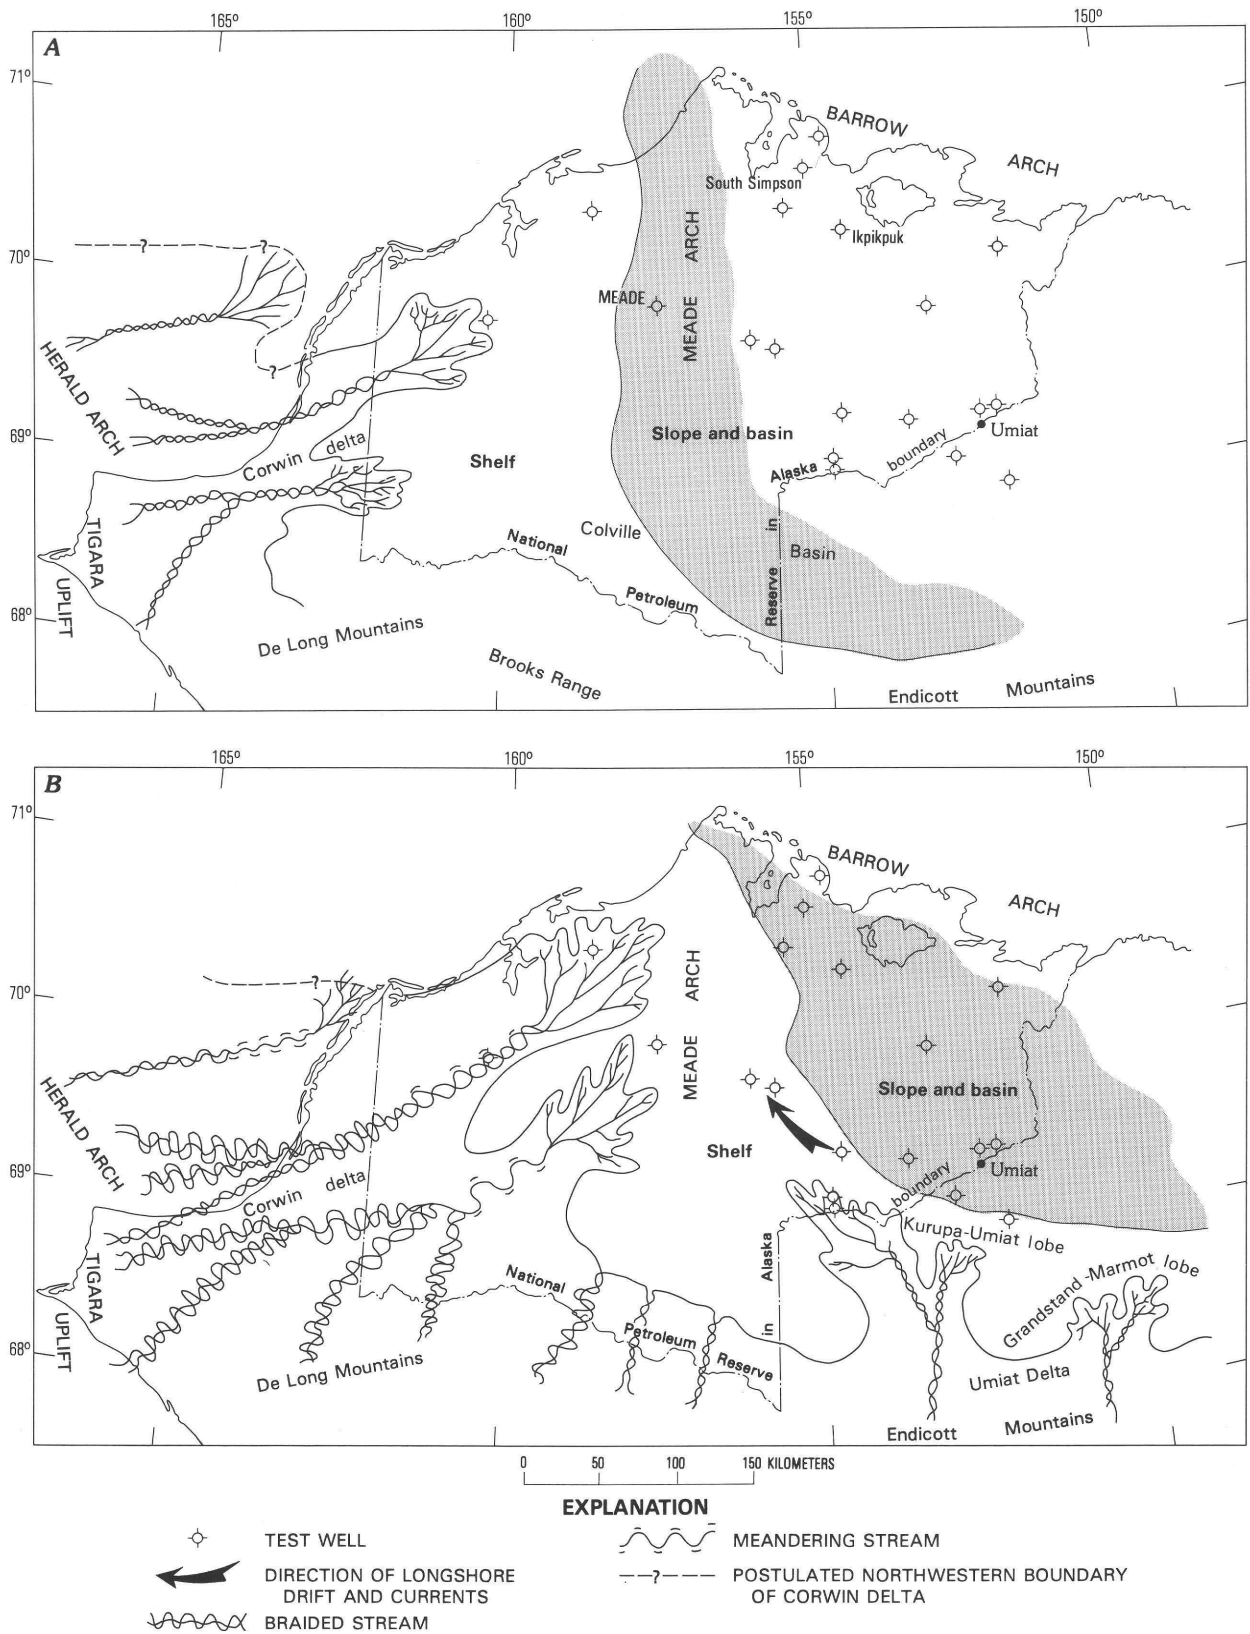 165° 160° 155° 150°
A
71°
BARROW
ARCH
South Simpson
Ikpikpuk
70°
?
?
MEADE
MEADE ARCH
?
HERALD ARCH
69°
Corwin delta
Shelf
Slope and basin
Umiat
boundary
Alaska
in
Reserve
Colville
Basin
National
Petroleum
TIGARA
UPLIFT
68°
De Long Mountains
Brooks Range
Endicott Mountains
165° 160° 155° 150°
B
71°
BARROW
ARCH
70°
?
MEADE ARCH
HERALD ARCH
Slope and basin
69°
Shelf
Corwin delta
Umiat
boundary
Kurupa-Umiat lobe
Grandstand-Marmot lobe
Alaska
in
National
Petroleum
Reserve
TIGARA
UPLIFT
68°
De Long Mountains
Umiat Delta
Endicott Mountains
0 50 100 150 KILOMETERS
EXPLANATION
TEST WELL
DIRECTION OF LONGSHORE
DRIFT AND CURRENTS
BRAIDED STREAM
MEANDERING STREAM
?
POSTULATED NORTHWESTERN BOUNDARY
OF CORWIN DELTA